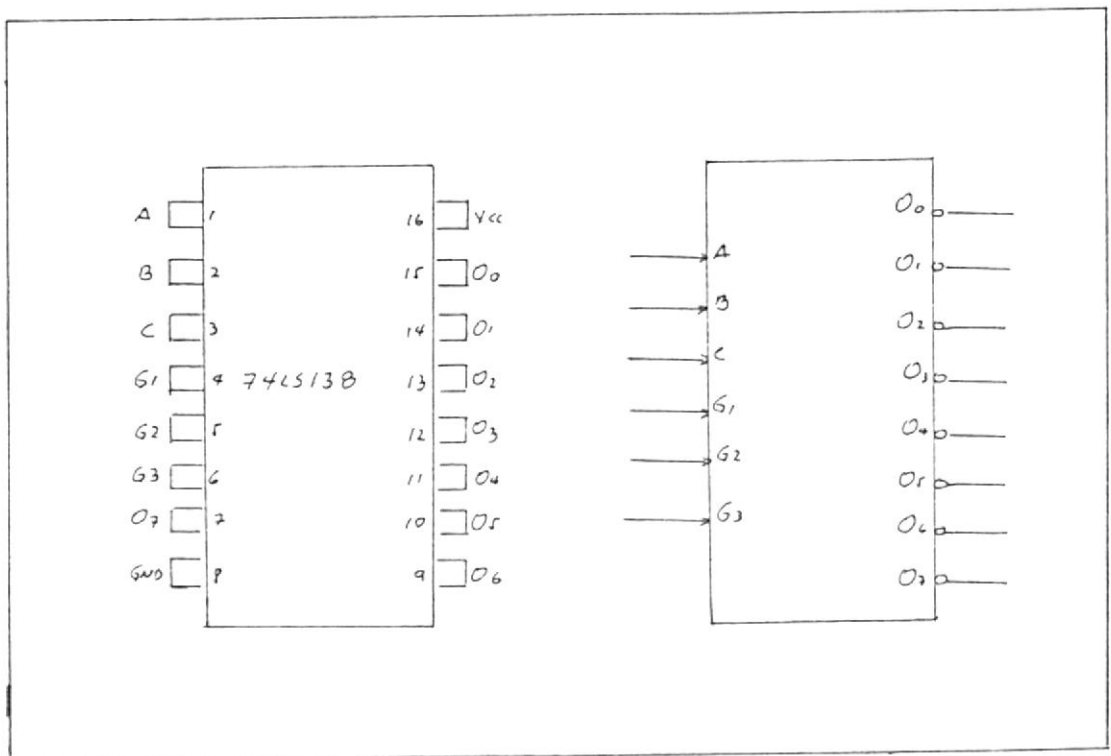 A 1 16 Vcc
B 2 15 O0
C 3 14 O1
G1 4 74LS138 13 O2
G2 5 12 O3
G3 6 11 O4
O7 7 10 O5
GND 8 9 O6
O0
A
O1
B
O2
C
O3
G1
O4
G2
O5
G3
O6
O7